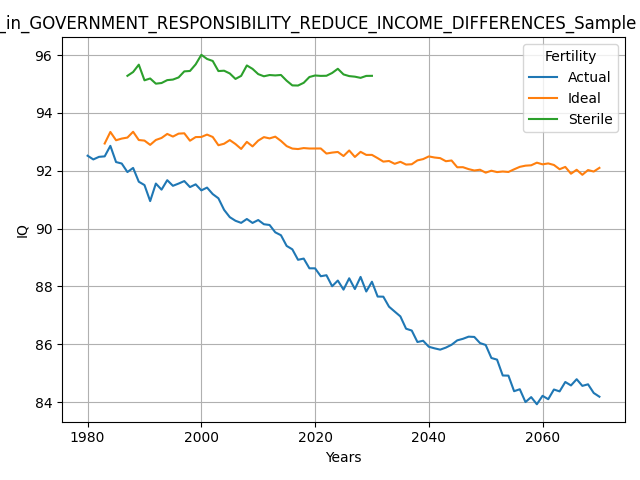 _in_GOVERNMENT_RESPONSIBILITY_REDUCE_INCOME_DIFFERENCES_Sample
Fertility
Actual
Ideal
Sterile
96
94
92
90
88
86
84
IQ
1980
2000
2020
2040
2060
Years